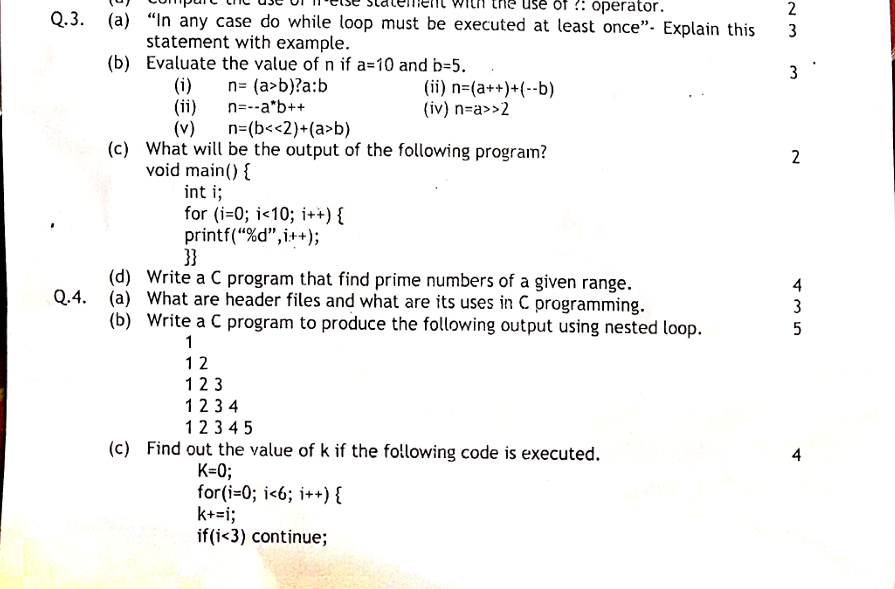 (a) Compare the use of if-else statement with the use of ?: operator. 2
Q.3. (a) “In any case do while loop must be executed at least once”- Explain this 3
statement with example.
(b) Evaluate the value of n if a=10 and b=5. 3
(i) n= (a>b)?a:b (ii) n=(a++)+(--b)
(ii) n=--a*b++ (iv) n=a>>2
(v) n=(b<<2)+(a>b)
(c) What will be the output of the following program? 2
void main() {
int i;
for (i=0; i<10; i++) {
printf(“%d”,i++);
}}
(d) Write a C program that find prime numbers of a given range. 4
Q.4. (a) What are header files and what are its uses in C programming. 3
(b) Write a C program to produce the following output using nested loop. 5
1
1 2
1 2 3
1 2 3 4
1 2 3 4 5
(c) Find out the value of k if the following code is executed. 4
K=0;
for(i=0; i<6; i++) {
k+=i;
if(i<3) continue;